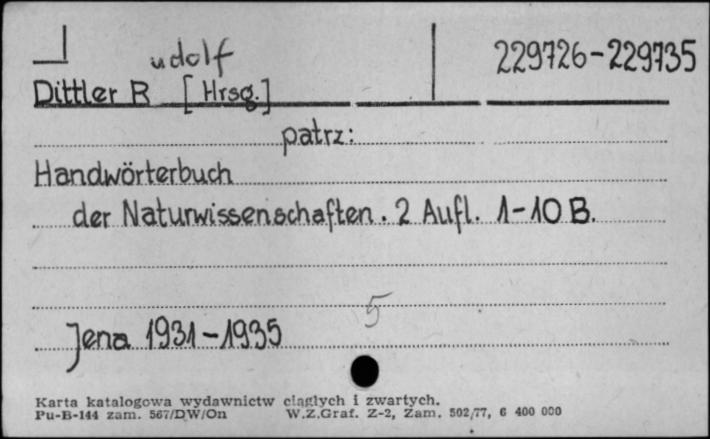 udolf
229726-229735
Dittler R [Hrsg.]
patrz:
Handwörterbuch
der Naturwissenschaften. 2 Aufl. 1-10 B.
5
Jena 1931-1935
Karta katalogowa wydawnictw ciągłych i zwartych.
Pu-B-144 zam. 567/DW/On W.Z.Graf. Z-2, Zam. 502/77, 6 400 000